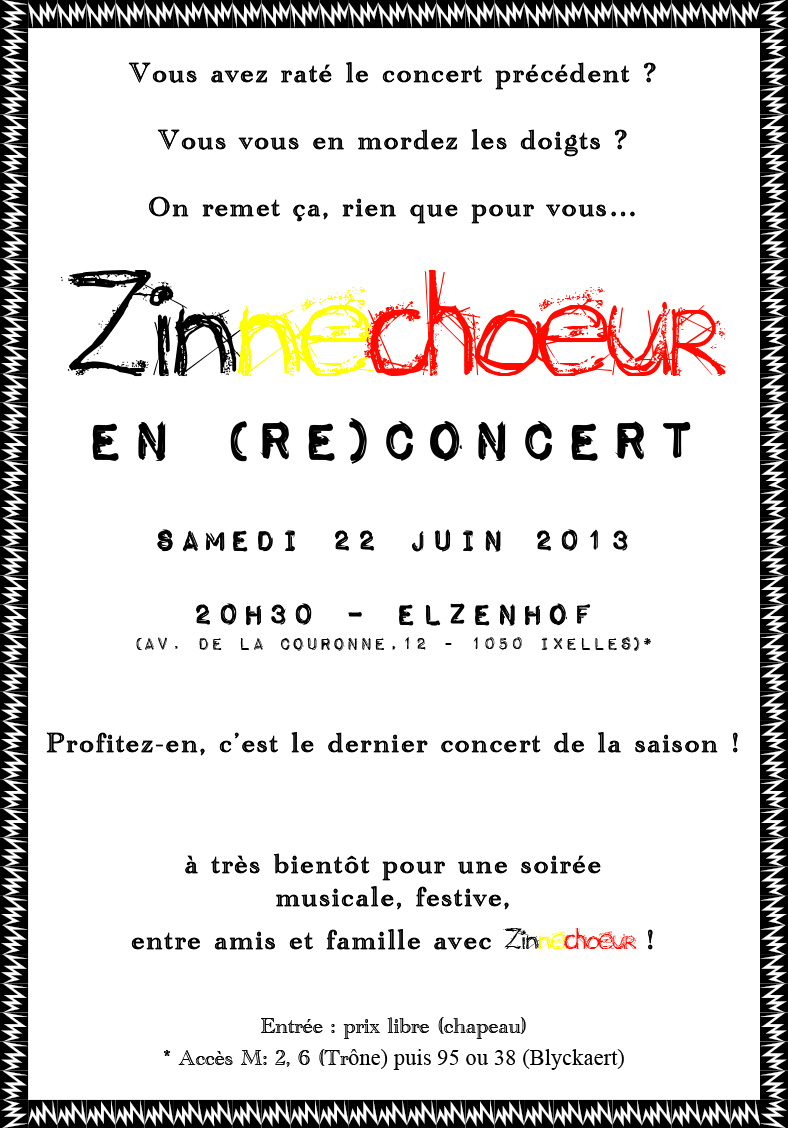 Vous avez raté le concert précédent ?
Vous vous en mordez les doigts ?
On remet ça, rien que pour vous...
Zinnechoeur
EN (RE)CONCERT
SAMEDI 22 JUIN 2013
20H30 - ELZENHOF
(AV. DE LA COURONNE,12 - 1050 IXELLES)*
Profitez-en, c'est le dernier concert de la saison !
à très bientôt pour une soirée
musicale, festive,
entre amis et famille avec Zinnechoeur !
Entrée : prix libre (chapeau)
* Accès M: 2, 6 (Trône) puis 95 ou 38 (Blyckaert)